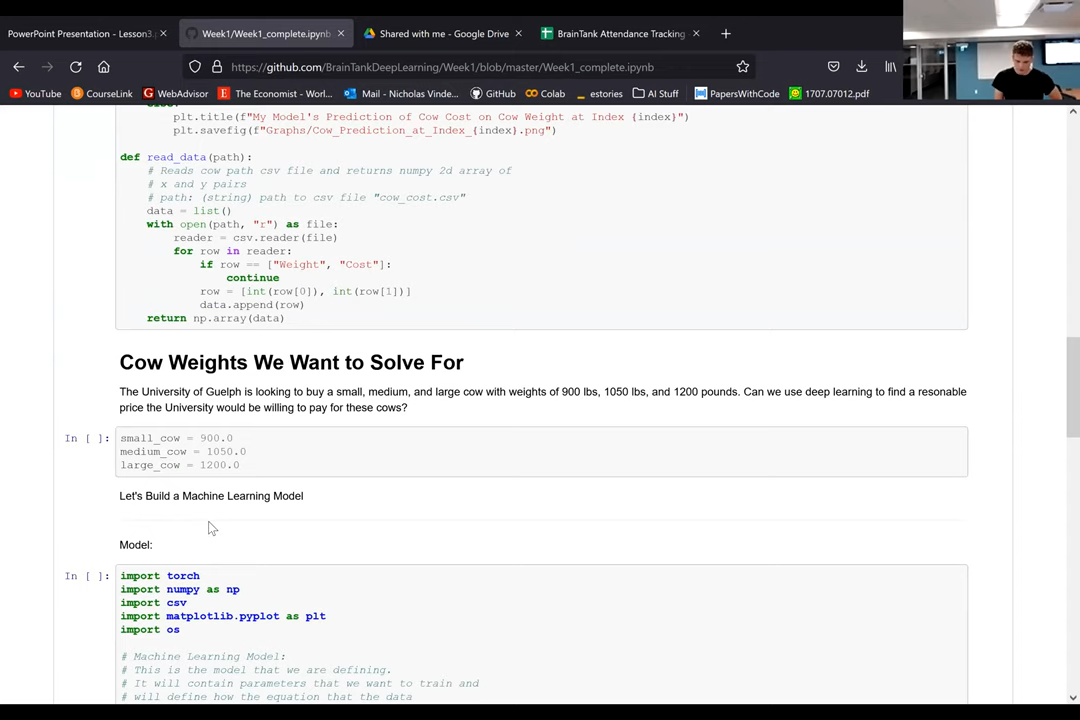 PowerPoint Presentation - Lesson3.
Week1/Week1_complete.ipynb
Shared with me - Google Drive
BrainTank Attendance Tracking
https://github.com/BrainTankDeepLearning/Week1/blob/master/Week1_complete.ipynb
YouTube
CourseLink
WebAdvisor
The Economist - Worl...
Mail - Nicholas Vinde...
GitHub
Colab
estories
AI Stuff
PapersWithCode
1707.07012.pdf
else:
plt.title(f"My Model's Prediction of Cow Cost on Cow Weight at Index {index}")
plt.savefig(f"Graphs/Cow_Prediction_at_Index_{index}.png")
def read_data(path):
# Reads cow path csv file and returns numpy 2d array of
# x and y pairs
# path: (string) path to csv file "cow_cost.csv"
data = list()
with open(path, "r") as file:
reader = csv.reader(file)
for row in reader:
if row == ["Weight", "Cost"]:
continue
row = [int(row[0]), int(row[1])]
data.append(row)
return np.array(data)
Cow Weights We Want to Solve For
The University of Guelph is looking to buy a small, medium, and large cow with weights of 900 lbs, 1050 lbs, and 1200 pounds. Can we use deep learning to find a resonable
price the University would be willing to pay for these cows?
In [ ]:
small_cow = 900.0
medium_cow = 1050.0
large_cow = 1200.0
Let's Build a Machine Learning Model
Model:
In [ ]:
import torch
import numpy as np
import csv
import matplotlib.pyplot as plt
import os
# Machine Learning Model:
# This is the model that we are defining.
# It will contain parameters that we want to train and
# will define how the equation that the data